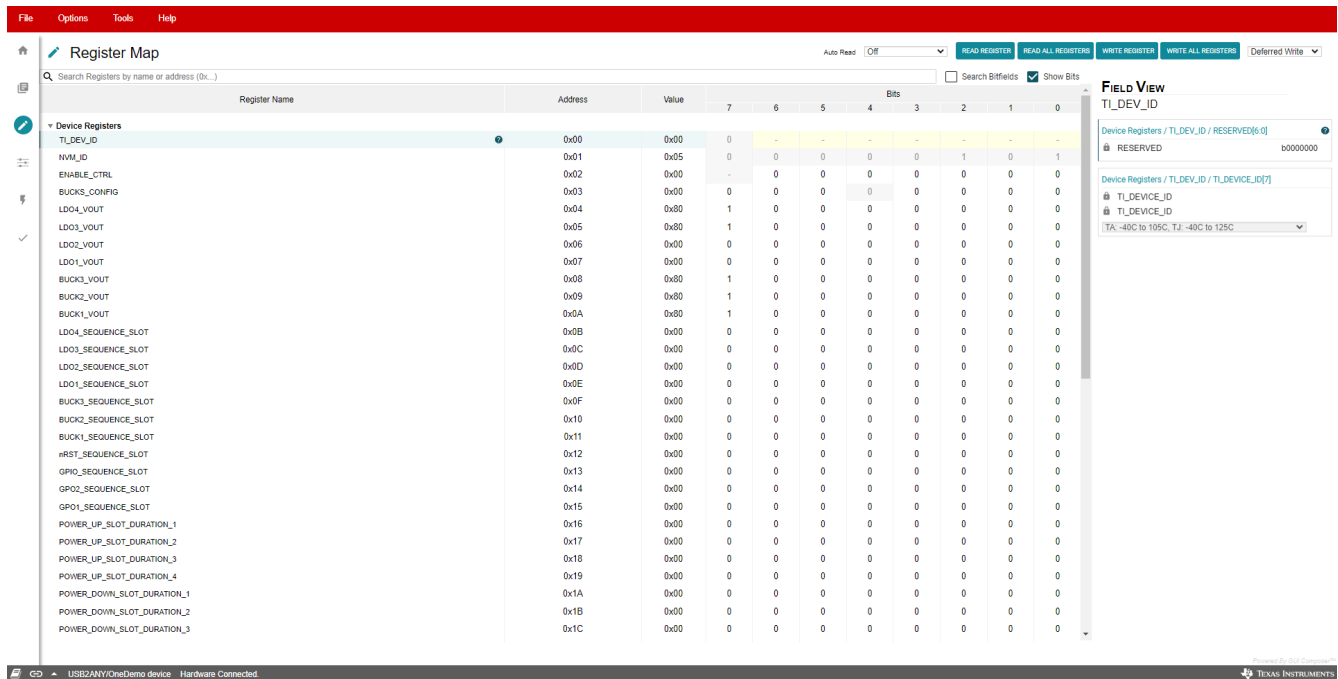 File Options Tools Help
Register Map
Auto Read Off READ REGISTER READ ALL REGISTERS WRITE REGISTER WRITE ALL REGISTERS Deferred Write
Search Registers by name or address (0x...) Search Bitfields Show Bits
Register Name Address Value Bits
7 6 5 4 3 2 1 0
Device Registers
TI_DEV_ID 0x00 0x00 0 - - - - - - -
NVM_ID 0x01 0x05 0 0 0 0 0 1 0 1
ENABLE_CTRL 0x02 0x00 - 0 0 0 0 0 0 0
BUCKS_CONFIG 0x03 0x00 0 0 0 0 0 0 0 0
LDO4_VOUT 0x04 0x80 1 0 0 0 0 0 0 0
LDO3_VOUT 0x05 0x80 1 0 0 0 0 0 0 0
LDO2_VOUT 0x06 0x00 0 0 0 0 0 0 0 0
LDO1_VOUT 0x07 0x00 0 0 0 0 0 0 0 0
BUCK3_VOUT 0x08 0x80 1 0 0 0 0 0 0 0
BUCK2_VOUT 0x09 0x80 1 0 0 0 0 0 0 0
BUCK1_VOUT 0x0A 0x80 1 0 0 0 0 0 0 0
LDO4_SEQUENCE_SLOT 0x0B 0x00 0 0 0 0 0 0 0 0
LDO3_SEQUENCE_SLOT 0x0C 0x00 0 0 0 0 0 0 0 0
LDO2_SEQUENCE_SLOT 0x0D 0x00 0 0 0 0 0 0 0 0
LDO1_SEQUENCE_SLOT 0x0E 0x00 0 0 0 0 0 0 0 0
BUCK3_SEQUENCE_SLOT 0x0F 0x00 0 0 0 0 0 0 0 0
BUCK2_SEQUENCE_SLOT 0x10 0x00 0 0 0 0 0 0 0 0
BUCK1_SEQUENCE_SLOT 0x11 0x00 0 0 0 0 0 0 0 0
nRST_SEQUENCE_SLOT 0x12 0x00 0 0 0 0 0 0 0 0
GPIO_SEQUENCE_SLOT 0x13 0x00 0 0 0 0 0 0 0 0
GPO2_SEQUENCE_SLOT 0x14 0x00 0 0 0 0 0 0 0 0
GPO1_SEQUENCE_SLOT 0x15 0x00 0 0 0 0 0 0 0 0
POWER_UP_SLOT_DURATION_1 0x16 0x00 0 0 0 0 0 0 0 0
POWER_UP_SLOT_DURATION_2 0x17 0x00 0 0 0 0 0 0 0 0
POWER_UP_SLOT_DURATION_3 0x18 0x00 0 0 0 0 0 0 0 0
POWER_UP_SLOT_DURATION_4 0x19 0x00 0 0 0 0 0 0 0 0
POWER_DOWN_SLOT_DURATION_1 0x1A 0x00 0 0 0 0 0 0 0 0
POWER_DOWN_SLOT_DURATION_2 0x1B 0x00 0 0 0 0 0 0 0 0
POWER_DOWN_SLOT_DURATION_3 0x1C 0x00 0 0 0 0 0 0 0 0
FIELD VIEW
TI_DEV_ID
Device Registers / TI_DEV_ID / RESERVED[6:0]
RESERVED b0000000
Device Registers / TI_DEV_ID / TI_DEVICE_ID[7]
TI_DEVICE_ID
TI_DEVICE_ID
TA: -40C to 105C, TJ: -40C to 125C
Powered By GUI Composer™
USB2ANY/OneDemo device Hardware Connected. TEXAS INSTRUMENTS